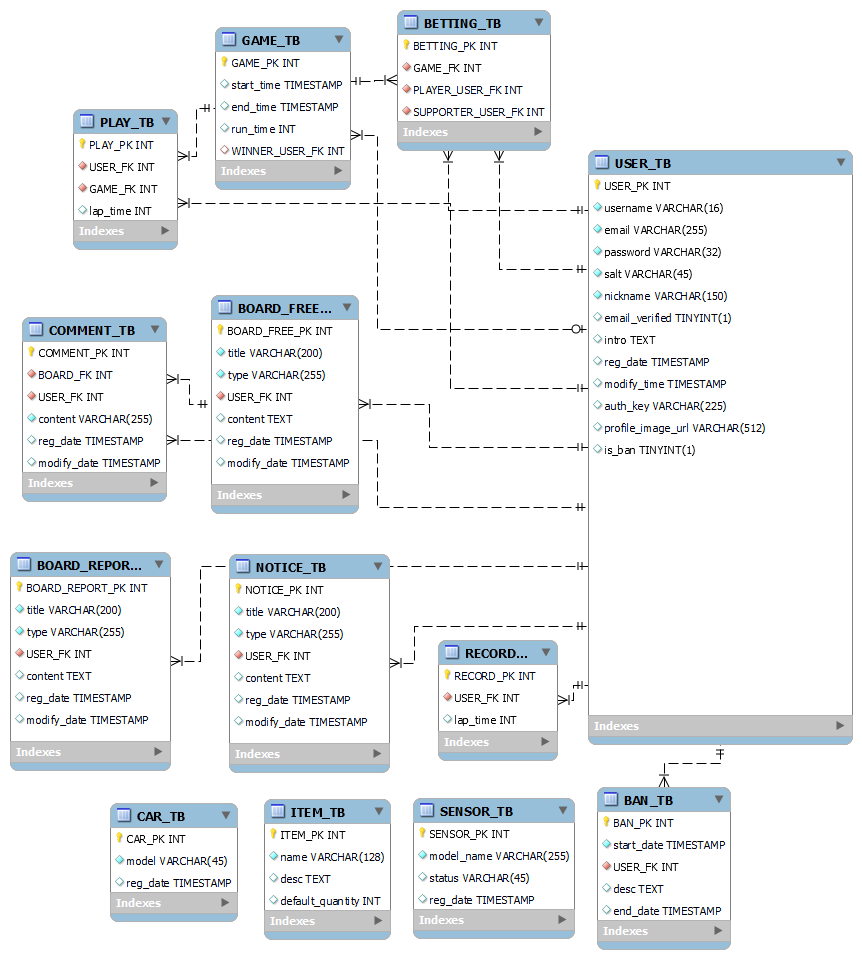 BETTING_TB
BETTING_PK INT
GAME_FK INT
PLAYER_USER_FK INT
SUPPORTER_USER_FK INT
Indexes
GAME_TB
GAME_PK INT
start_time TIMESTAMP
end_time TIMESTAMP
run_time INT
WINNER_USER_FK INT
Indexes
PLAY_TB
PLAY_PK INT
USER_FK INT
GAME_FK INT
lap_time INT
Indexes
USER_TB
USER_PK INT
username VARCHAR(16)
email VARCHAR(255)
password VARCHAR(32)
salt VARCHAR(45)
nickname VARCHAR(150)
email_verified TINYINT(1)
intro TEXT
reg_date TIMESTAMP
modify_time TIMESTAMP
auth_key VARCHAR(225)
profile_image_url VARCHAR(512)
is_ban TINYINT(1)
Indexes
COMMENT_TB
COMMENT_PK INT
BOARD_FK INT
USER_FK INT
content VARCHAR(255)
reg_date TIMESTAMP
modify_date TIMESTAMP
Indexes
BOARD_FREE...
BOARD_FREE_PK INT
title VARCHAR(200)
type VARCHAR(255)
USER_FK INT
content TEXT
reg_date TIMESTAMP
modify_date TIMESTAMP
Indexes
BOARD_REPOR...
BOARD_REPORT_PK INT
title VARCHAR(200)
type VARCHAR(255)
USER_FK INT
content TEXT
reg_date TIMESTAMP
modify_date TIMESTAMP
Indexes
NOTICE_TB
NOTICE_PK INT
title VARCHAR(200)
type VARCHAR(255)
USER_FK INT
content TEXT
reg_date TIMESTAMP
modify_date TIMESTAMP
Indexes
RECORD...
RECORD_PK INT
USER_FK INT
lap_time INT
Indexes
CAR_TB
CAR_PK INT
model VARCHAR(45)
reg_date TIMESTAMP
Indexes
ITEM_TB
ITEM_PK INT
name VARCHAR(128)
desc TEXT
default_quantity INT
Indexes
SENSOR_TB
SENSOR_PK INT
model_name VARCHAR(255)
status VARCHAR(45)
reg_date TIMESTAMP
Indexes
BAN_TB
BAN_PK INT
start_date TIMESTAMP
USER_FK INT
desc TEXT
end_date TIMESTAMP
Indexes